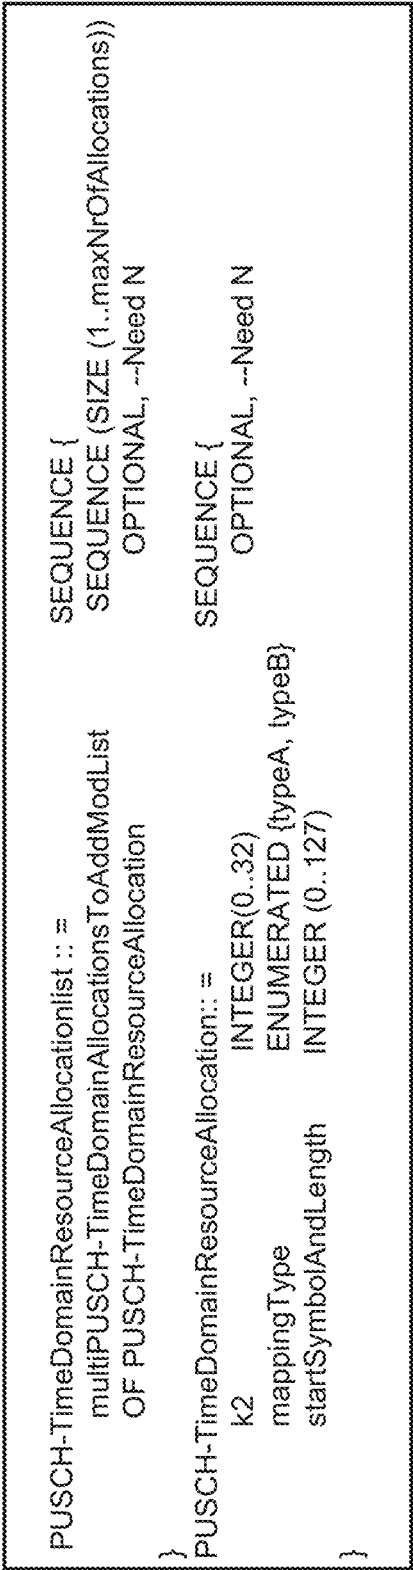 PUSCH-TimeDomainResourceAllocationlist :: = SEQUENCE {
multiPUSCH-TimeDomainAllocationsToAddModList SEQUENCE (SIZE (1..maxNrOfAllocations))
OF PUSCH-TimeDomainResourceAllocation OPTIONAL, --Need N
}
PUSCH-TimeDomainResourceAllocation:: = SEQUENCE {
k2 INTEGER(0..32) OPTIONAL, --Need N
mappingType ENUMERATED {typeA, typeB}
startSymbolAndLength INTEGER (0..127)
}